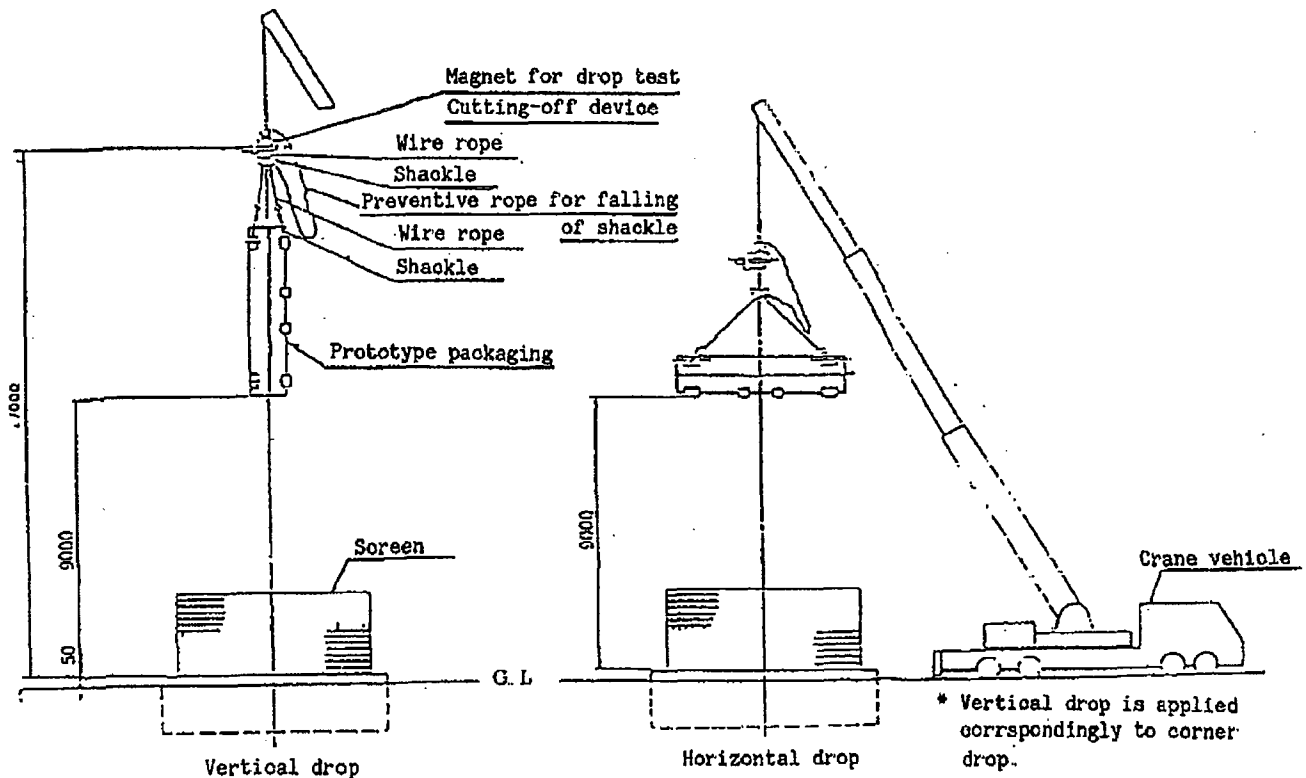 Magnet for drop test
Cutting-off device
Wire rope
Shackle
Preventive rope for falling
of shackle
Wire rope
Shackle
Prototype packaging
9000
50
Soreen
Vertical drop
G.L
9000
Crane vehiole
Horizontal drop
* Vertical drop is applied
corrspondingly to corner
drop.